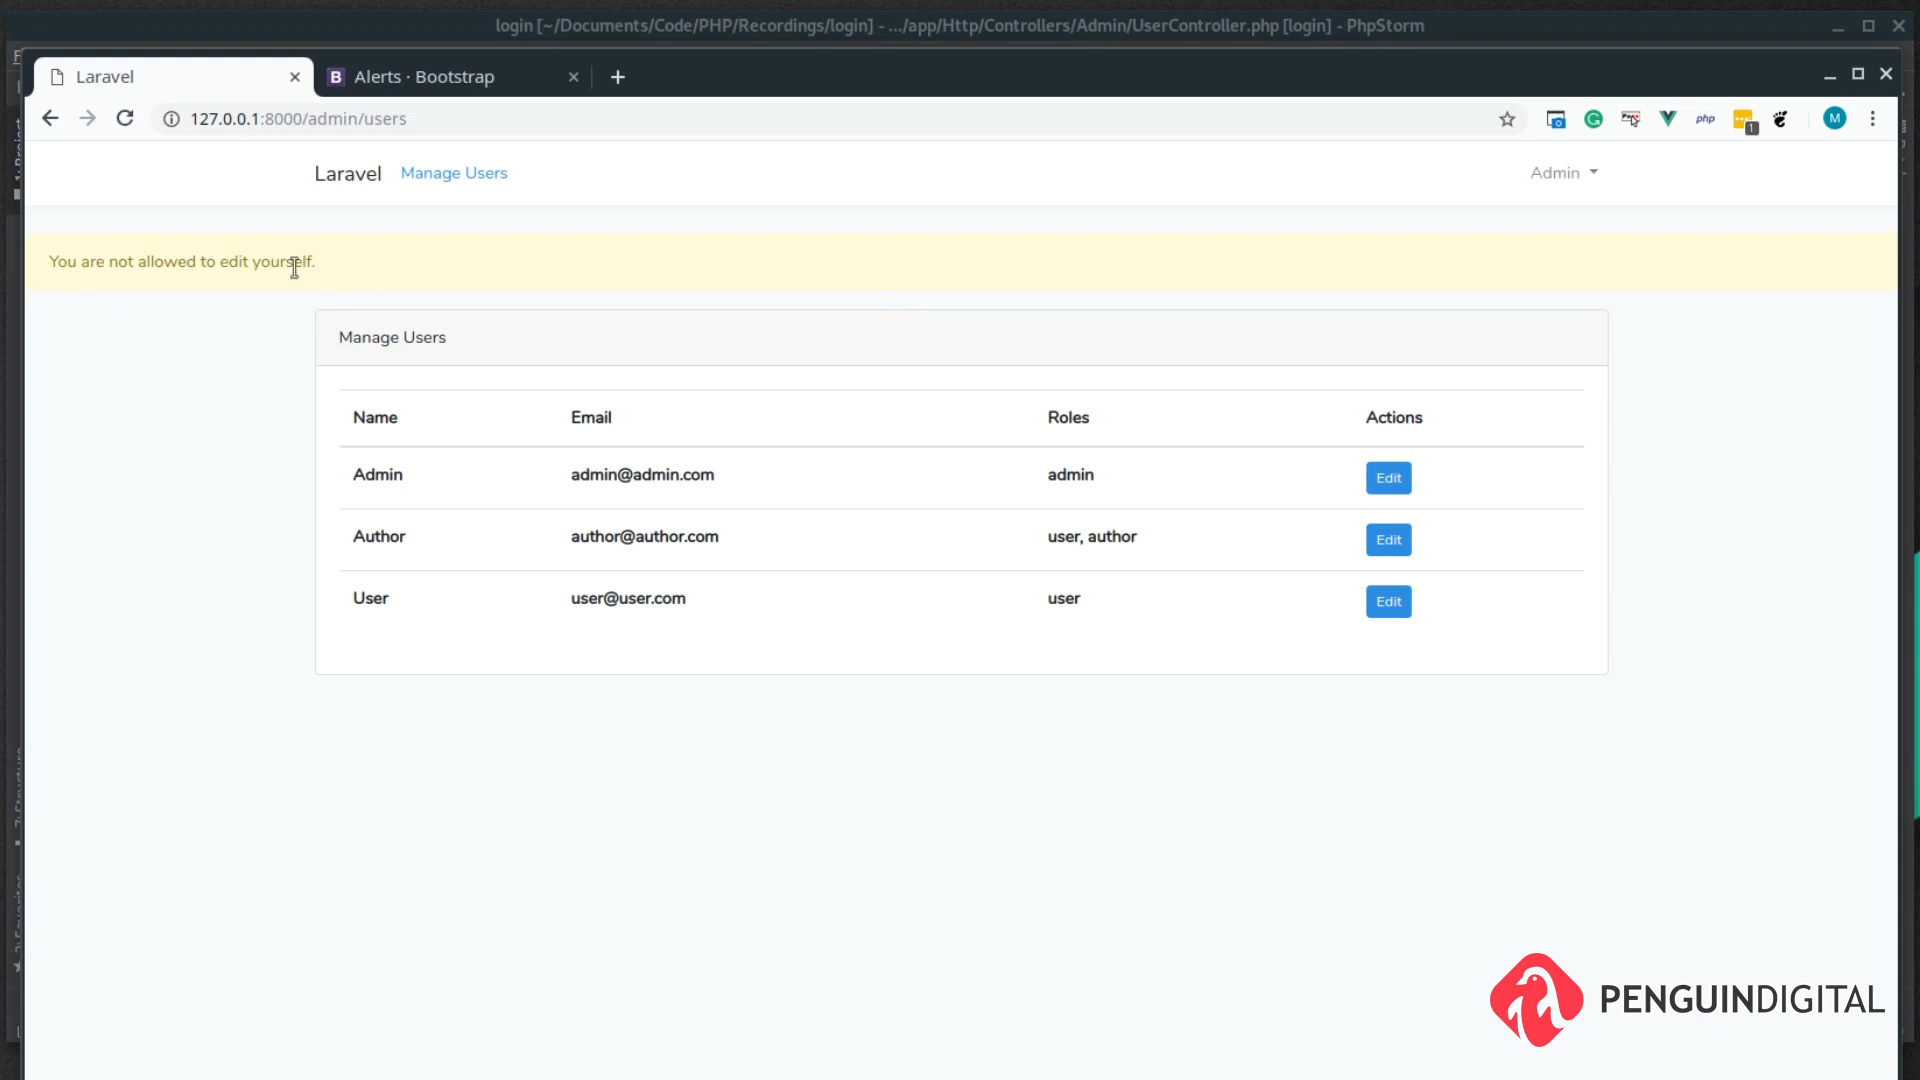 login [~/Documents/Code/PHP/Recordings/login] - .../app/Http/Controllers/Admin/UserController.php [login] - PhpStorm
Laravel
Alerts · Bootstrap
127.0.0.1:8000/admin/users
php
1
M
Laravel
Manage Users
Admin
You are not allowed to edit yourself.
Manage Users
Name Email Roles Actions
Admin admin@admin.com admin Edit
Author author@author.com user, author Edit
User user@user.com user Edit
PENGUINDIGITAL